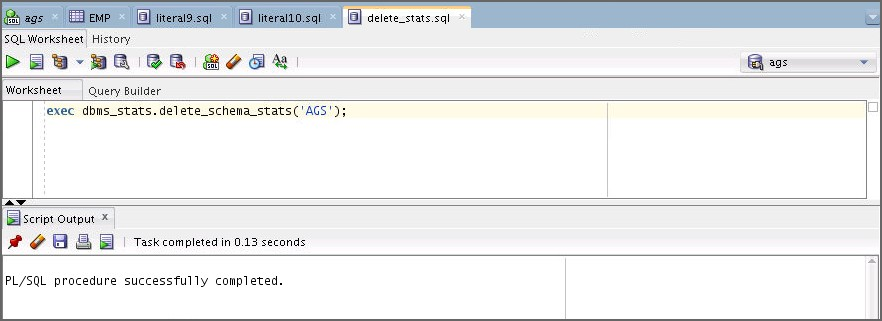 ags EMP literal9.sql literal10.sql delete_stats.sql
SQL Worksheet History
Aa
ags
Worksheet Query Builder
exec dbms_stats.delete_schema_stats('AGS');
Script Output
Task completed in 0.13 seconds
PL/SQL procedure successfully completed.